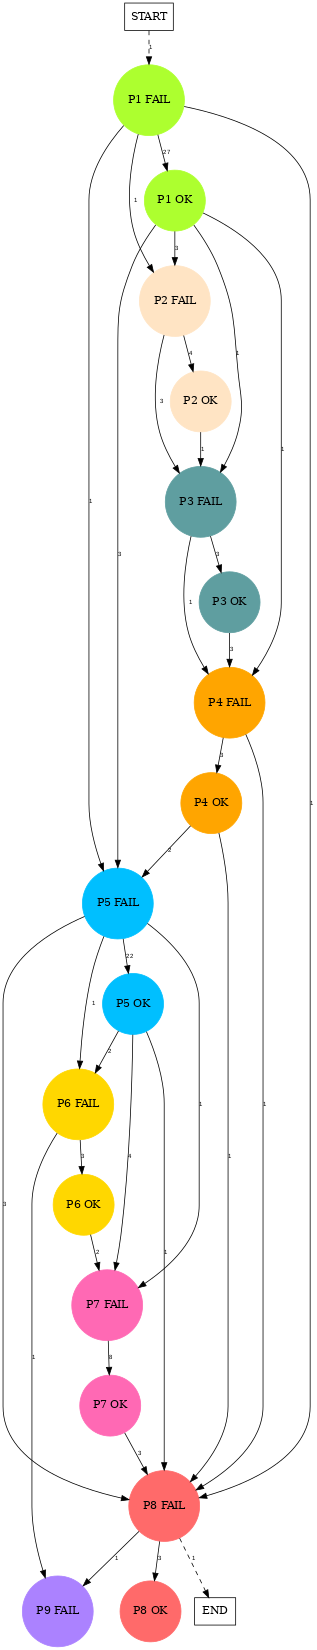 START
1
P1 FAIL
27
P1 OK
1
3
P2 FAIL
4
1
P2 OK
3
1
1
P3 FAIL
1
3
3
P3 OK
1
3
P4 FAIL
3
1
P4 OK
2
P5 FAIL
22
P5 OK
1
2
P6 FAIL
1
1
3
4
1
P6 OK
3
2
1
P7 FAIL
1
8
P7 OK
3
P8 FAIL
1
3
1
P9 FAIL
P8 OK
END